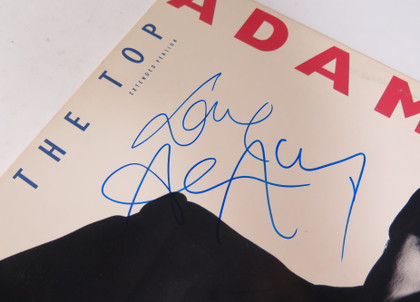 THE TOP
EXTENDED VERSION
ADAM
Love